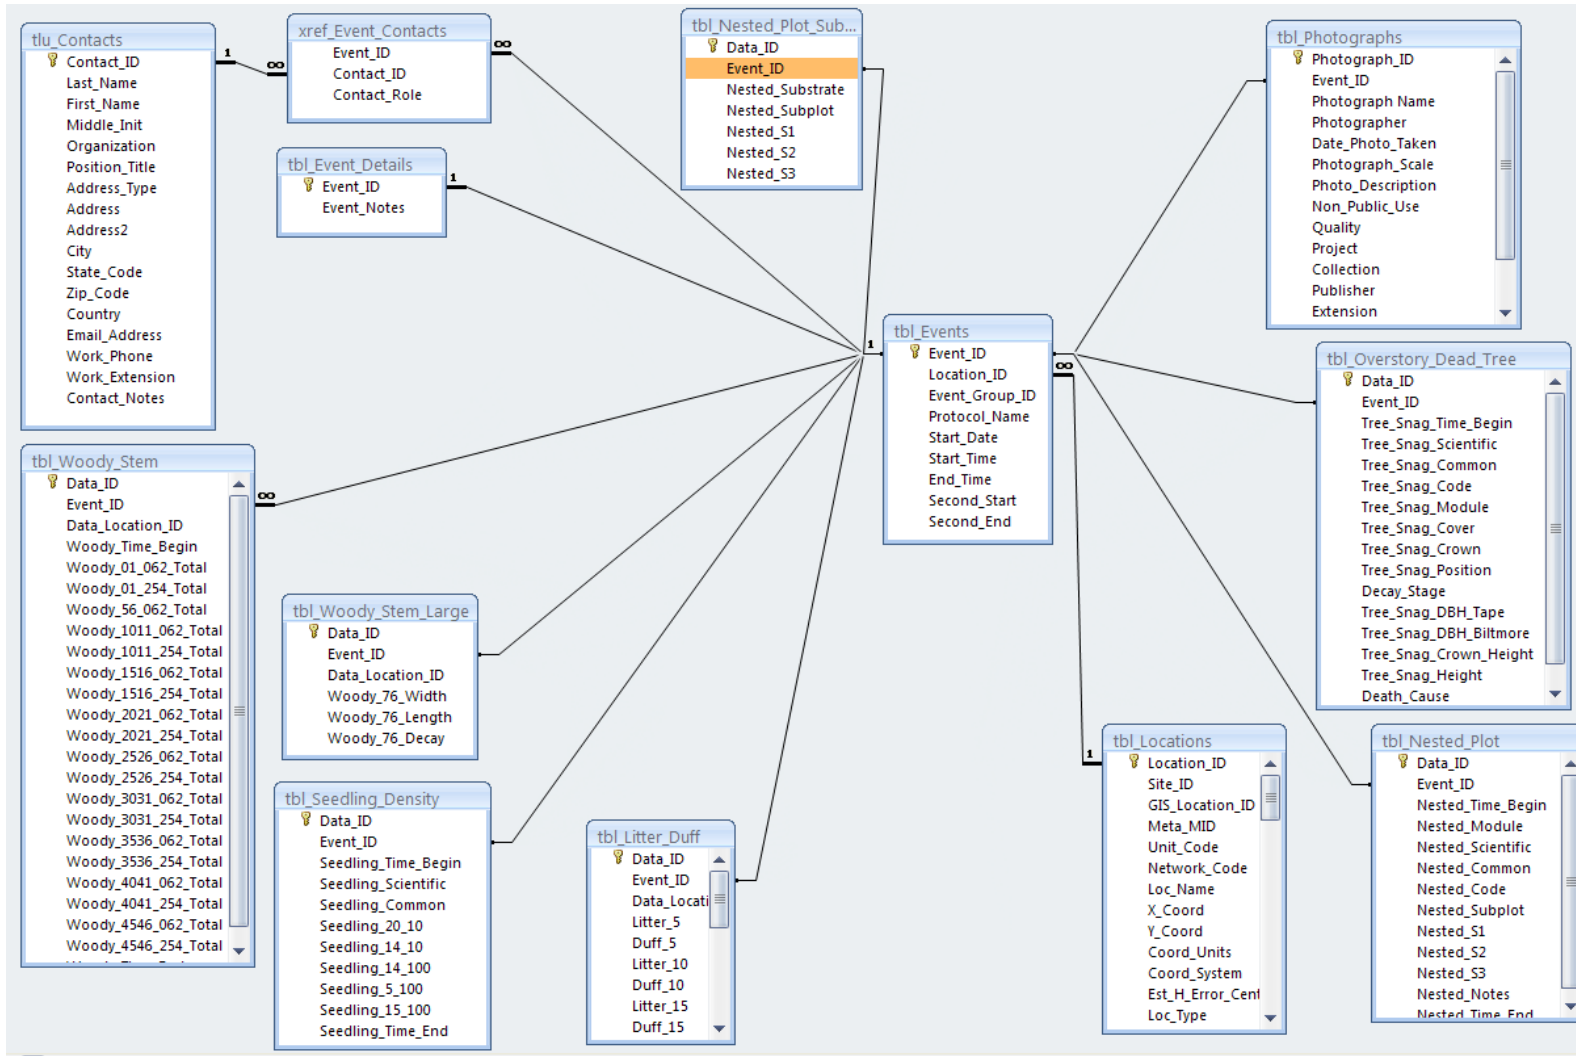 tlu_Contacts
Contact_ID
Last_Name
First_Name
Middle_Init
Organization
Position_Title
Address_Type
Address
Address2
City
State_Code
Zip_Code
Country
Email_Address
Work_Phone
Work_Extension
Contact_Notes
1
∞
xref_Event_Contacts
Event_ID
Contact_ID
Contact_Role
∞
tbl_Event_Details
Event_ID
Event_Notes
1
tbl_Nested_Plot_Sub...
Data_ID
Event_ID
Nested_Substrate
Nested_Subplot
Nested_S1
Nested_S2
Nested_S3
tbl_Photographs
Photograph_ID
Event_ID
Photograph Name
Photographer
Date_Photo_Taken
Photograph_Scale
Photo_Description
Non_Public_Use
Quality
Project
Collection
Publisher
Extension
1
tbl_Events
Event_ID
Location_ID
Event_Group_ID
Protocol_Name
Start_Date
Start_Time
End_Time
Second_Start
Second_End
∞
tbl_Overstory_Dead_Tree
Data_ID
Event_ID
Tree_Snag_Time_Begin
Tree_Snag_Scientific
Tree_Snag_Common
Tree_Snag_Code
Tree_Snag_Module
Tree_Snag_Cover
Tree_Snag_Crown
Tree_Snag_Position
Decay_Stage
Tree_Snag_DBH_Tape
Tree_Snag_DBH_Biltmore
Tree_Snag_Crown_Height
Tree_Snag_Height
Death_Cause
tbl_Woody_Stem
Data_ID
Event_ID
Data_Location_ID
Woody_Time_Begin
Woody_01_062_Total
Woody_01_254_Total
Woody_56_062_Total
Woody_1011_062_Total
Woody_1011_254_Total
Woody_1516_062_Total
Woody_1516_254_Total
Woody_2021_062_Total
Woody_2021_254_Total
Woody_2526_062_Total
Woody_2526_254_Total
Woody_3031_062_Total
Woody_3031_254_Total
Woody_3536_062_Total
Woody_3536_254_Total
Woody_4041_062_Total
Woody_4041_254_Total
Woody_4546_062_Total
Woody_4546_254_Total
∞
tbl_Woody_Stem_Large
Data_ID
Event_ID
Data_Location_ID
Woody_76_Width
Woody_76_Length
Woody_76_Decay
tbl_Seedling_Density
Data_ID
Event_ID
Seedling_Time_Begin
Seedling_Scientific
Seedling_Common
Seedling_20_10
Seedling_14_10
Seedling_14_100
Seedling_5_100
Seedling_15_100
Seedling_Time_End
tbl_Litter_Duff
Data_ID
Event_ID
Data_Locati
Litter_5
Duff_5
Litter_10
Duff_10
Litter_15
Duff_15
1
tbl_Locations
Location_ID
Site_ID
GIS_Location_ID
Meta_MID
Unit_Code
Network_Code
Loc_Name
X_Coord
Y_Coord
Coord_Units
Coord_System
Est_H_Error_Cent
Loc_Type
tbl_Nested_Plot
Data_ID
Event_ID
Nested_Time_Begin
Nested_Module
Nested_Scientific
Nested_Common
Nested_Code
Nested_Subplot
Nested_S1
Nested_S2
Nested_S3
Nested_Notes
Nested_Time_End